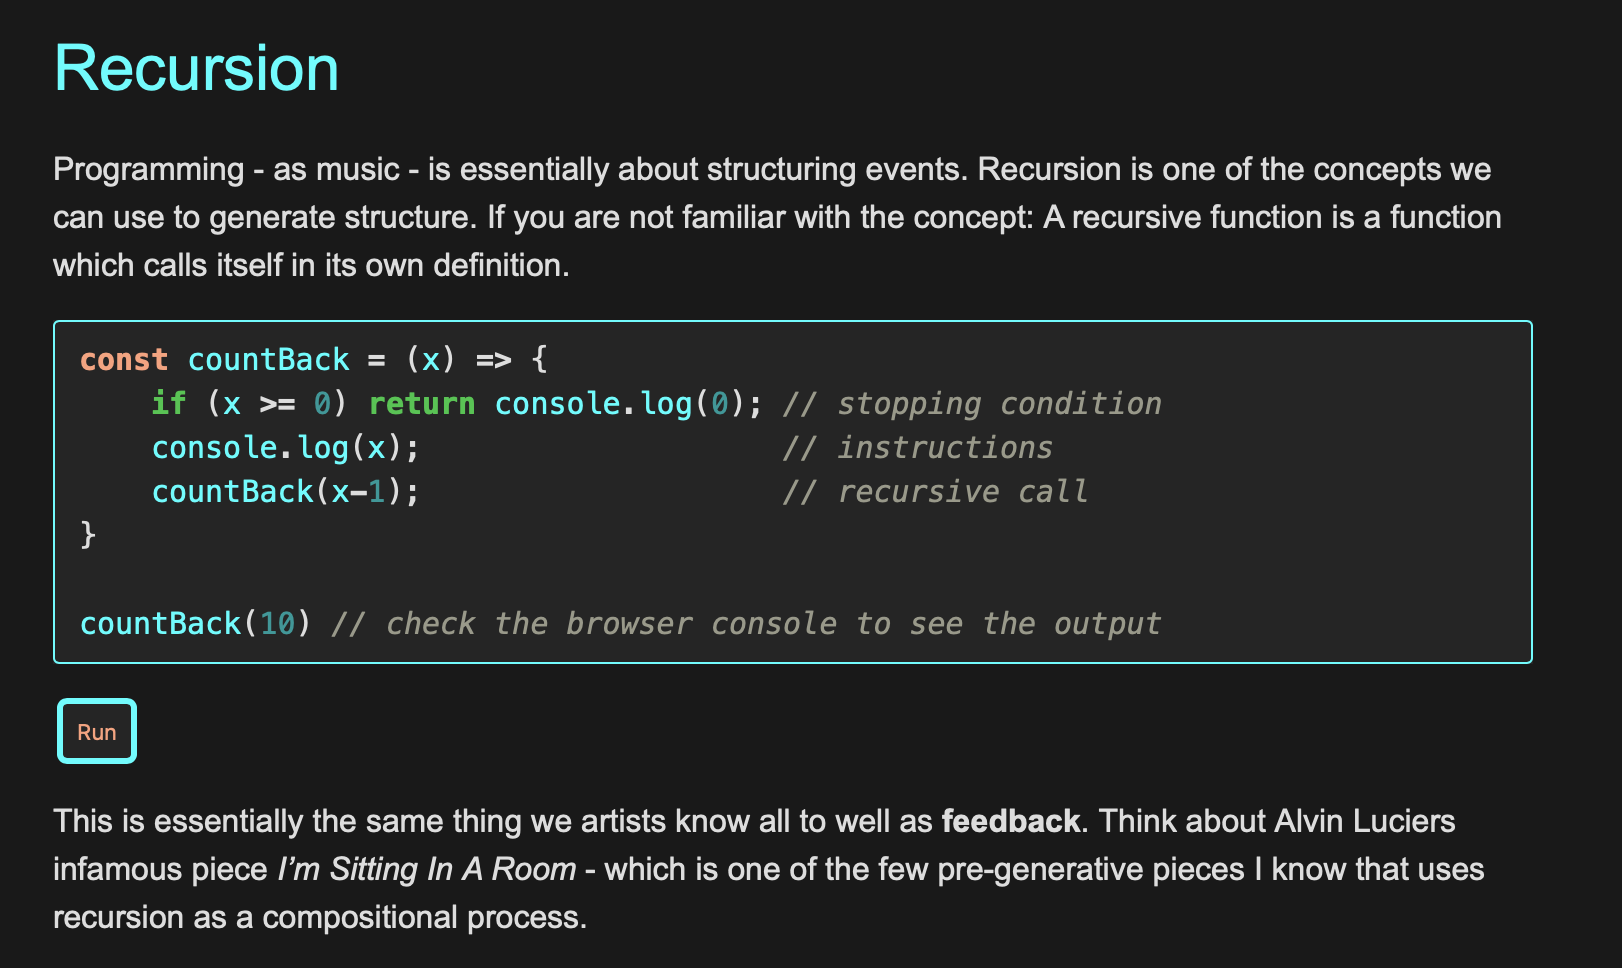 Recursion
Programming - as music - is essentially about structuring events. Recursion is one of the concepts we
can use to generate structure. If you are not familiar with the concept: A recursive function is a function
which calls itself in its own definition.
const countBack = (x) => {
    if (x >= 0) return console.log(0); // stopping condition
    console.log(x);                    // instructions
    countBack(x-1);                    // recursive call
}
countBack(10) // check the browser console to see the output
Run
This is essentially the same thing we artists know all to well as feedback. Think about Alvin Luciers
infamous piece I'm Sitting In A Room - which is one of the few pre-generative pieces I know that uses
recursion as a compositional process.